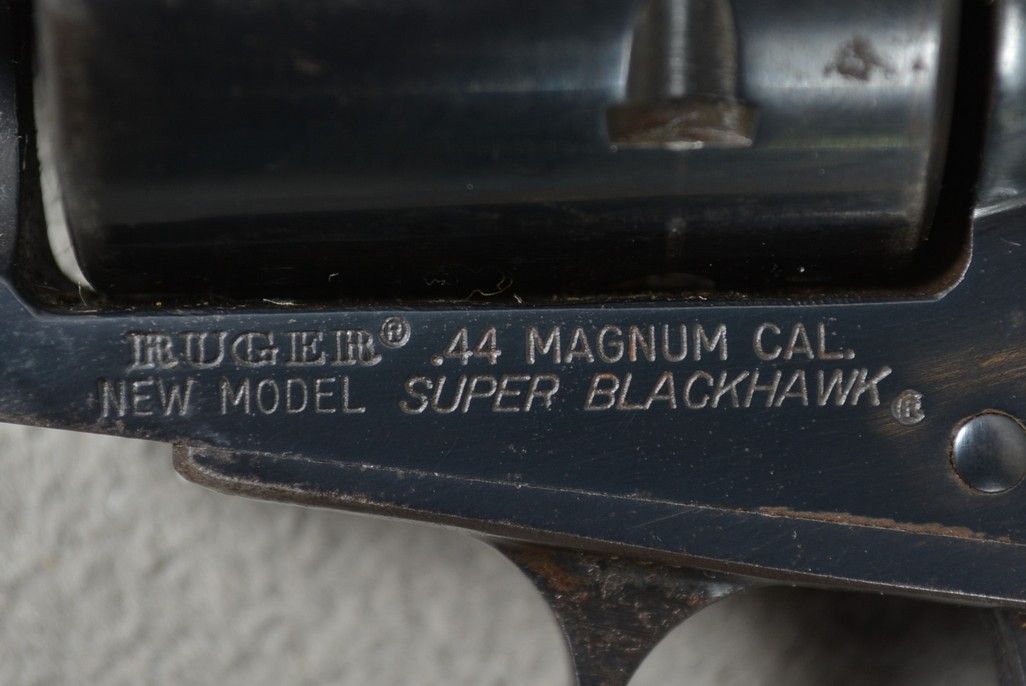 RUGER® .44 MAGNUM CAL.
NEW MODEL SUPER BLACKHAWK®